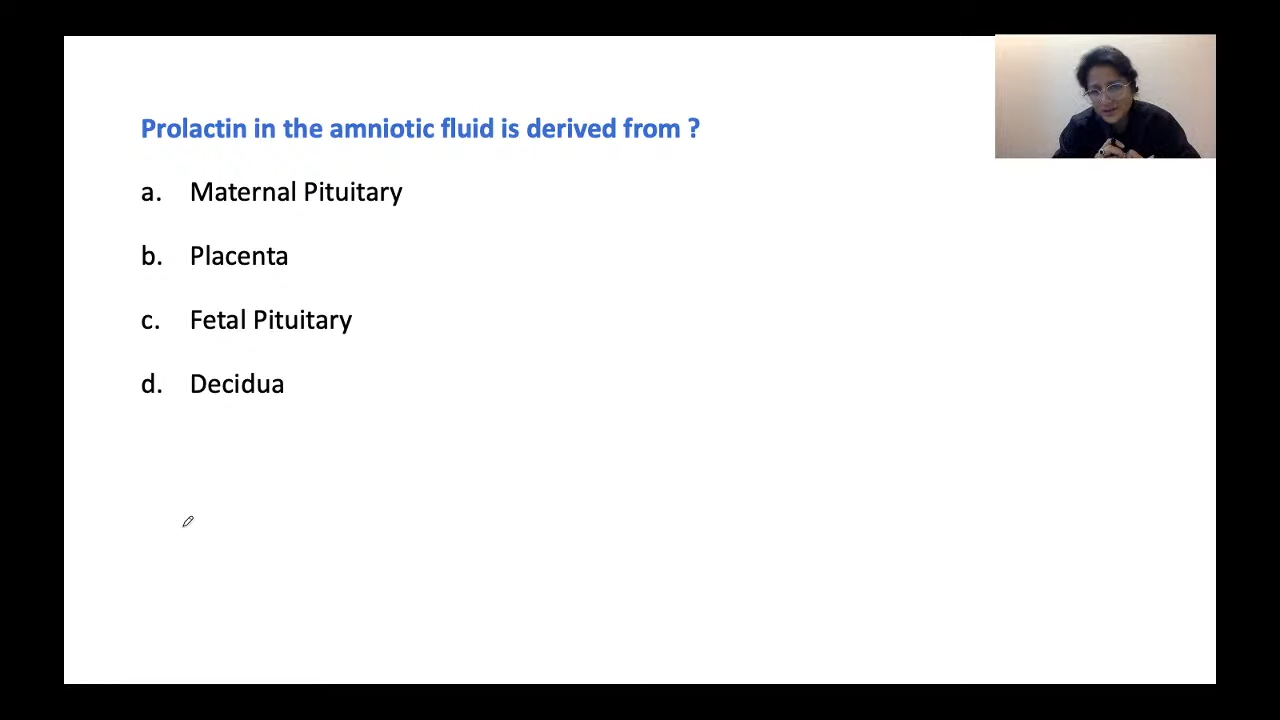 Prolactin in the amniotic fluid is derived from ?
a. Maternal Pituitary
b. Placenta
c. Fetal Pituitary
d. Decidua